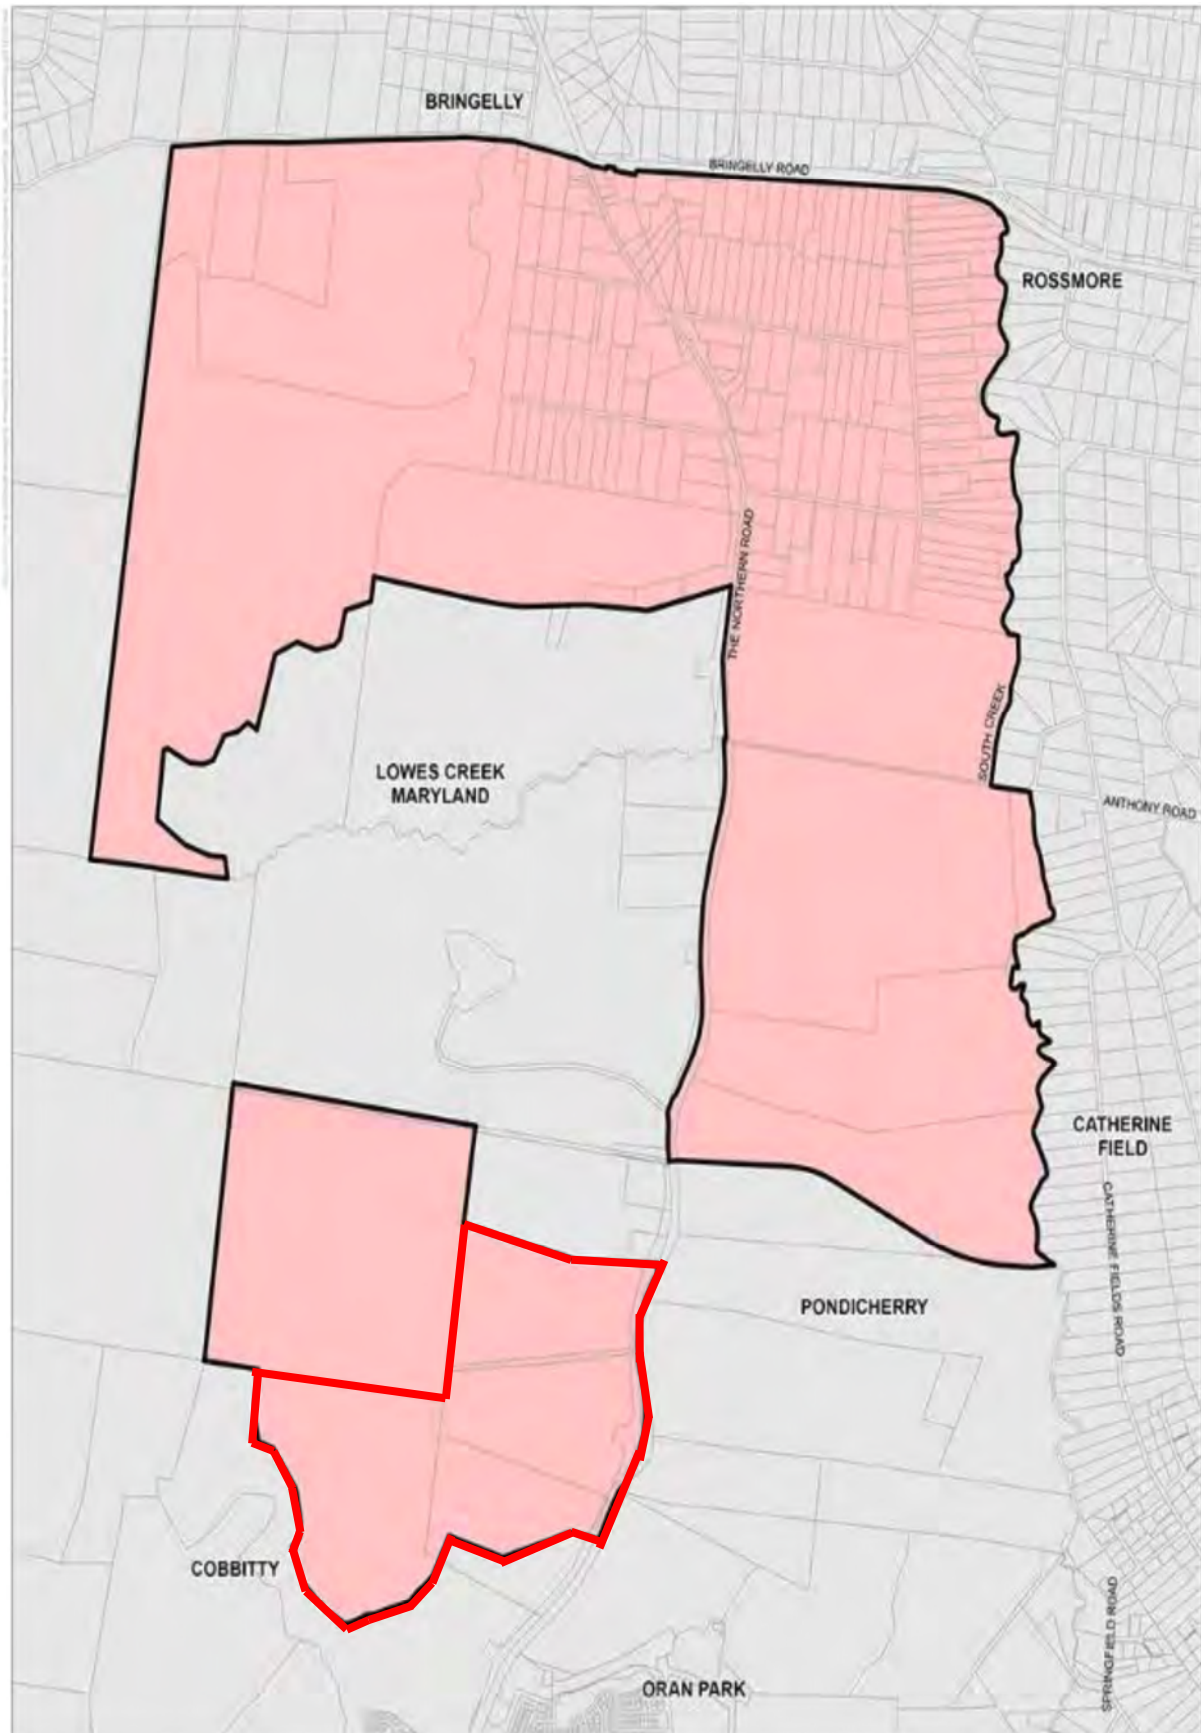 BRINGELLY
BRINGELLY ROAD
ROSSMORE
THE NORTHERN ROAD
SOUTH CREEK
LOWES CREEK
MARYLAND
ANTHONY ROAD
CATHERINE
FIELD
CATHERINE FIELDS ROAD
PONDICHERRY
COBBITTY
SPRINGFIELD ROAD
ORAN PARK